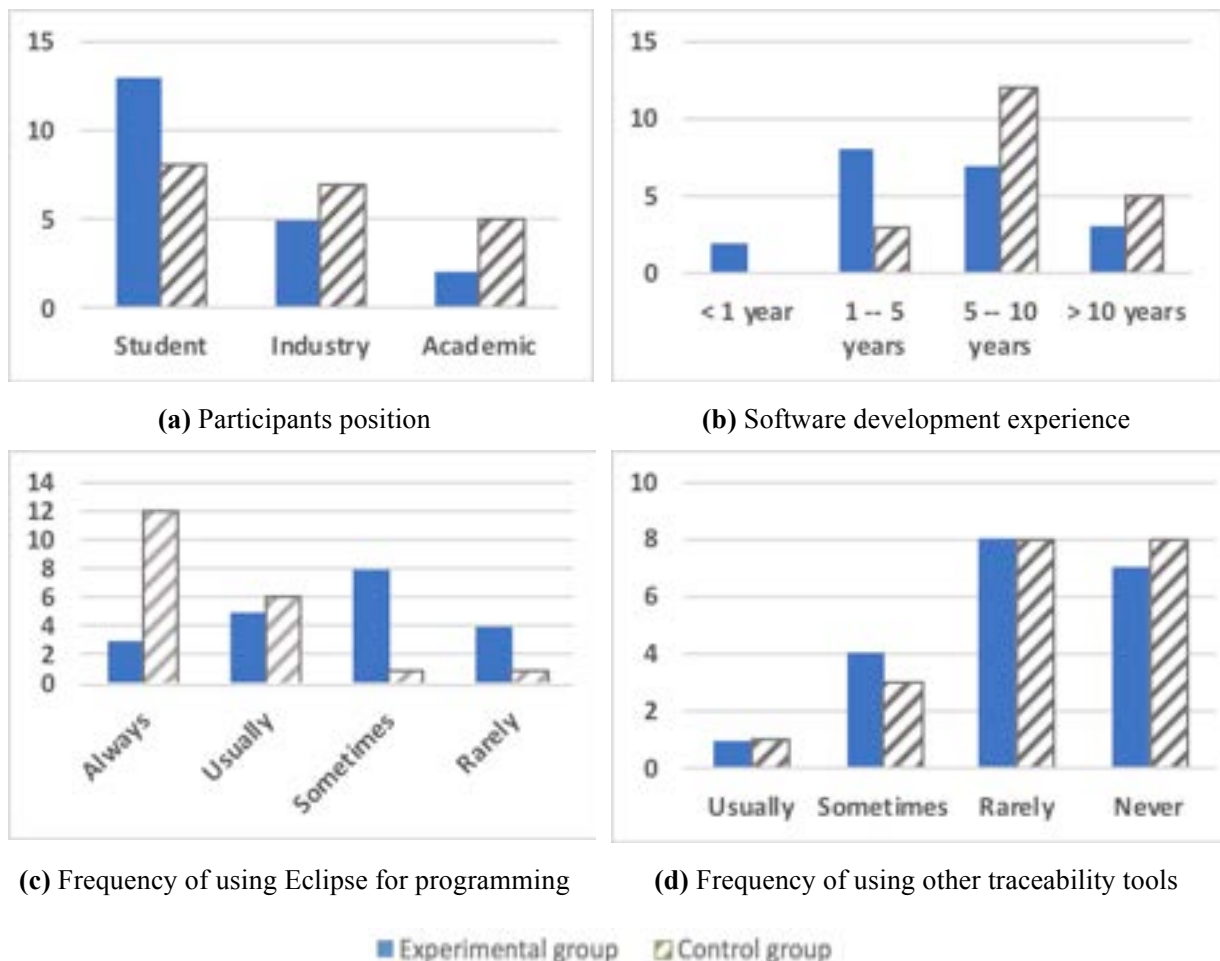 15
10
5
0
Student Industry Academic
(a) Participants position
15
10
5
0
< 1 year 1 -- 5 5 -- 10 > 10 years
years years
(b) Software development experience
14
12
10
8
6
4
2
0
Always Usually Sometimes Rarely
(c) Frequency of using Eclipse for programming
10
8
6
4
2
0
Usually Sometimes Rarely Never
(d) Frequency of using other traceability tools
Experimental group Control group